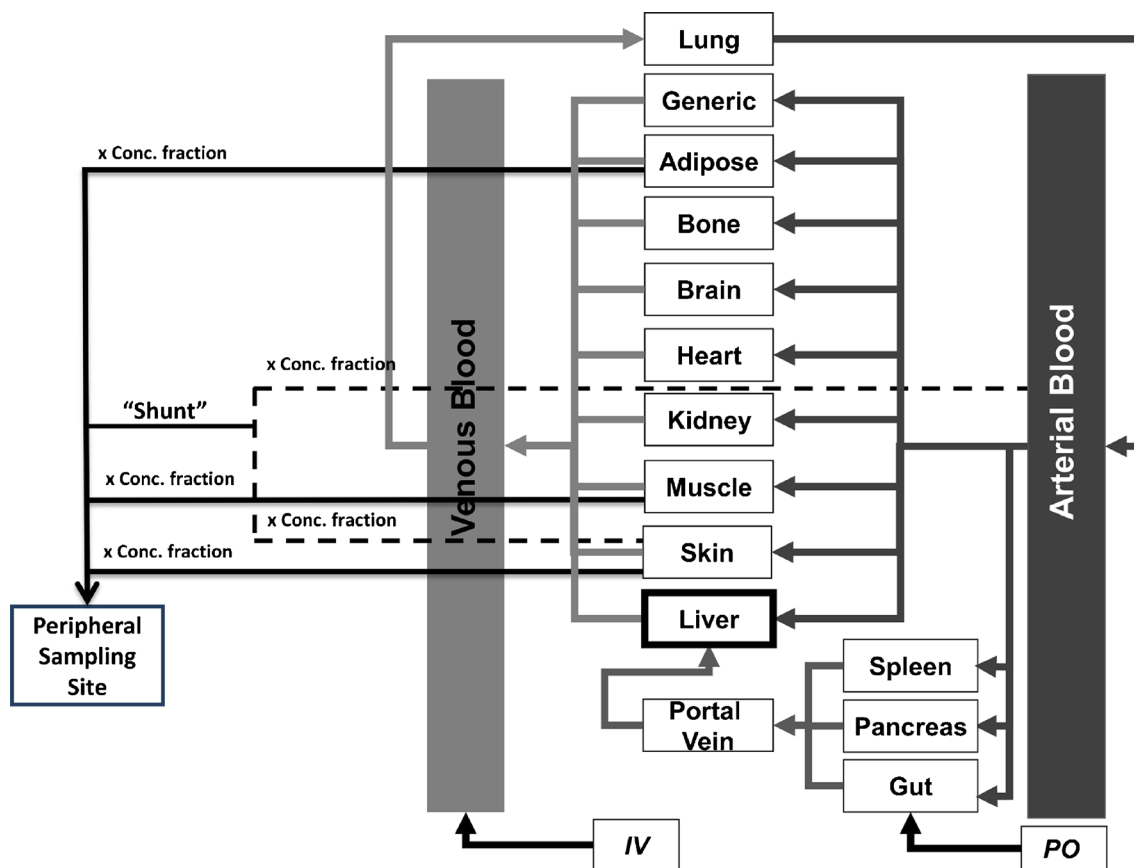 Lung
Generic
x Conc. fraction
Adipose
Bone
Brain
Heart
x Conc. fraction
"Shunt"
Kidney
x Conc. fraction
Muscle
x Conc. fraction
x Conc. fraction
Skin
Venous Blood
Arterial Blood
Liver
Peripheral
Sampling
Site
Spleen
Portal
Vein
Pancreas
Gut
IV
PO